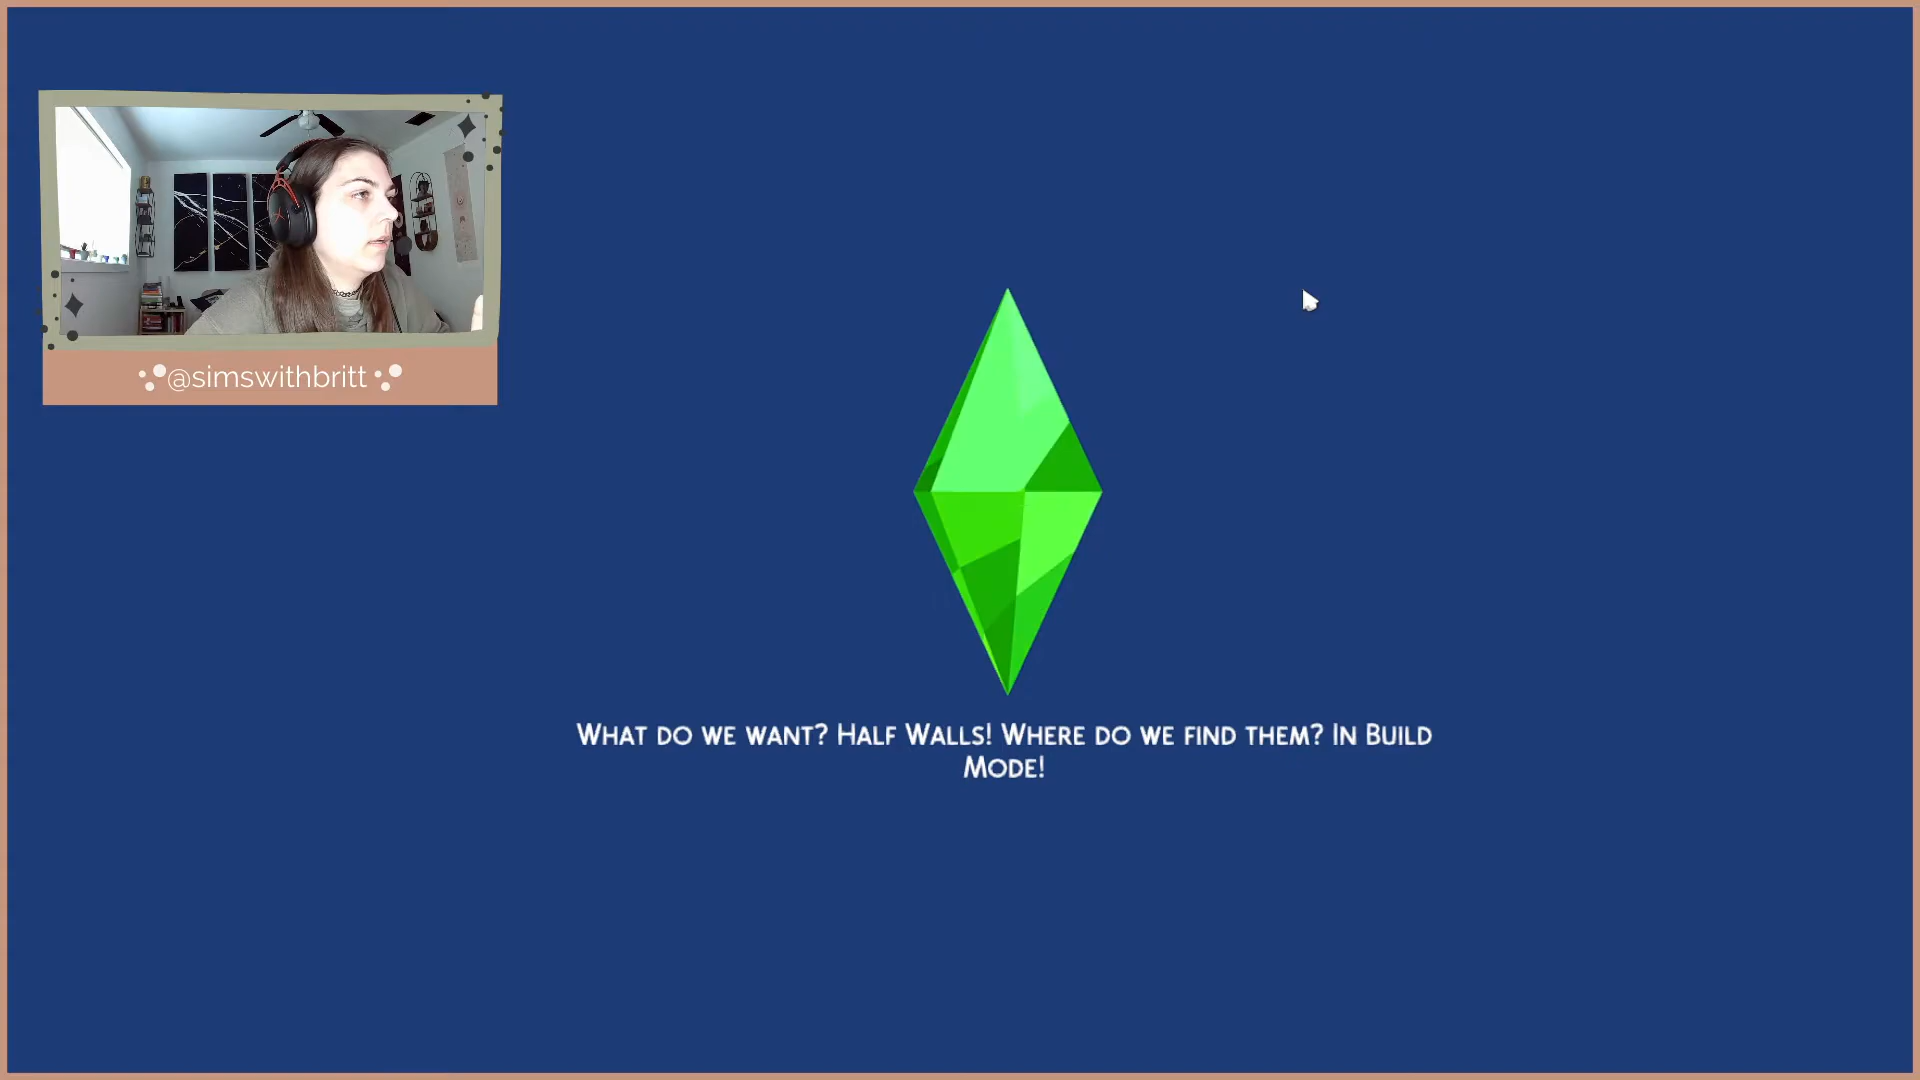 @simswithbritt
What do we want? Half Walls! Where do we find them? In Build
Mode!